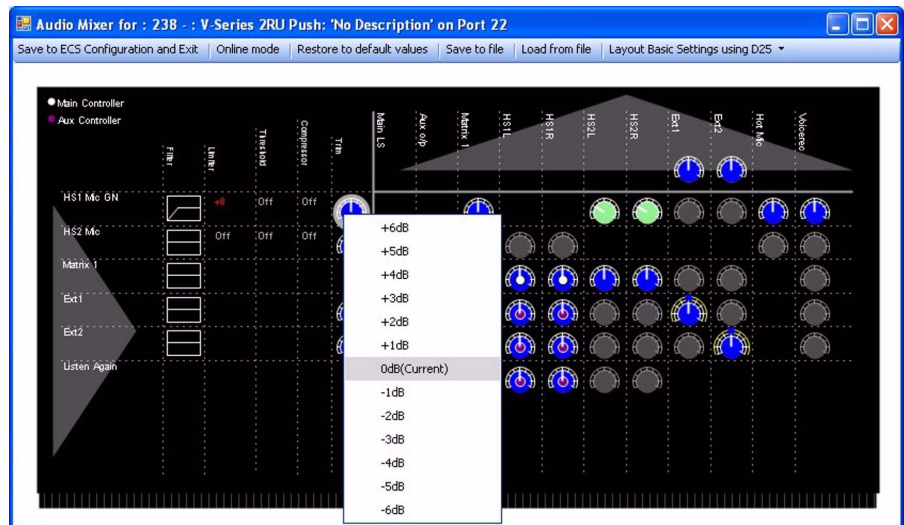 Audio Mixer for : 238 - : V-Series 2RU Push: 'No Description' on Port 22
Save to ECS Configuration and Exit Online mode Restore to default values Save to file Load from file Layout Basic Settings using D25
Main Controller
Aux Controller
Filter
Limiter
Threshold
Compressor
Trim
Main LS
Aux o/p
Matrix 1
HS1L
HS1R
HS2L
HS2R
Ext1
Ext2
Hot Mic
Voicerec
HS1 Mic GN +8 Off Off
HS2 Mic Off Off Off
Matrix 1
Ext1
Ext2
Listen Again
+6dB
+5dB
+4dB
+3dB
+2dB
+1dB
0dB(Current)
-1dB
-2dB
-3dB
-4dB
-5dB
-6dB